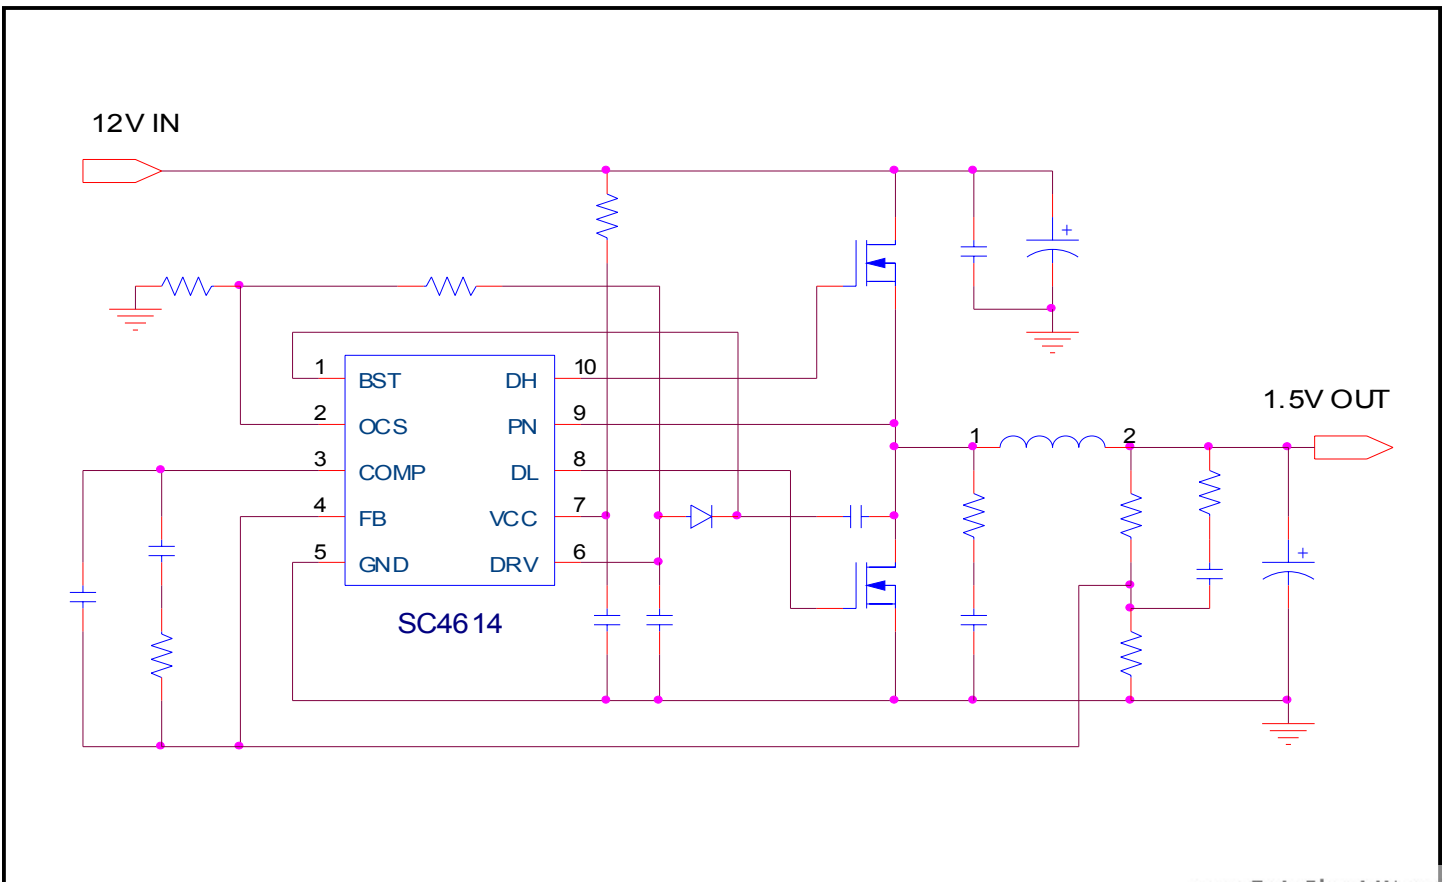 12V IN
1.5V OUT
1 BST DH 10
2 OCS PN 9
3 COMP DL 8
4 FB VCC 7
5 GND DRV 6
SC4614
1 2
+
+